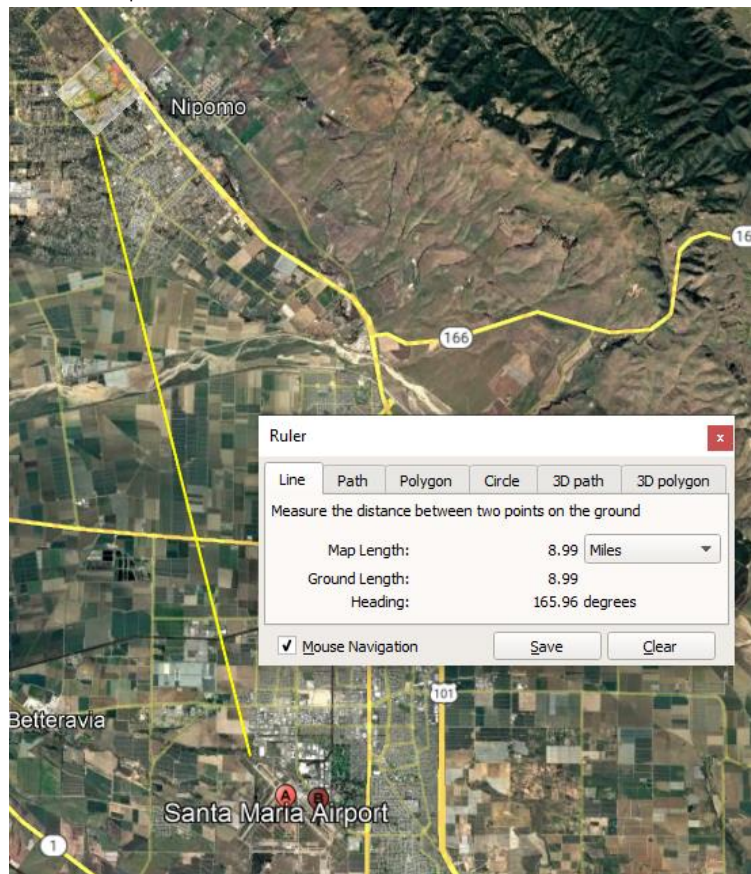 Nipomo
16
166
Ruler
x
Line Path Polygon Circle 3D path 3D polygon
Measure the distance between two points on the ground
Map Length: 8.99 Miles
Ground Length: 8.99
Heading: 165.96 degrees
Mouse Navigation Save Clear
101
Betteravia
A B
Santa Maria Airport
1